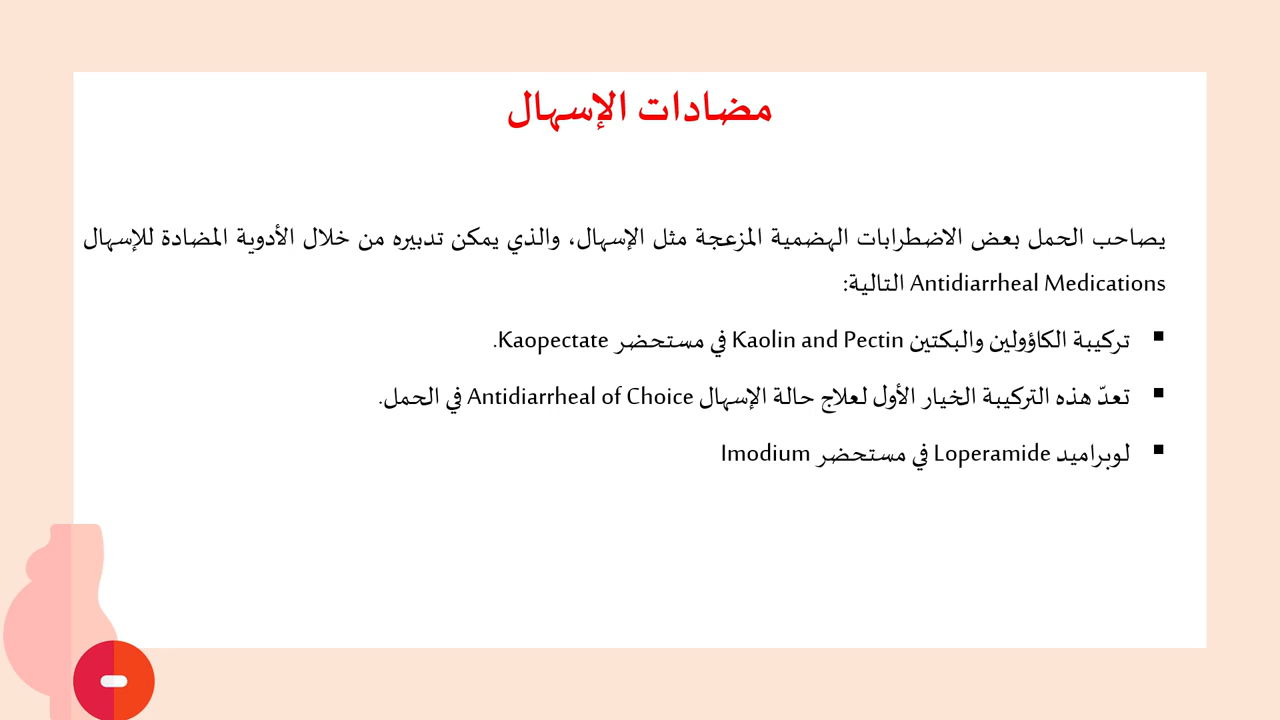 مضادات الإسهال
يصاحب الحمل بعض الاضطرابات الهضمية المزعجة مثل الإسهال، والذي يمكن تدبيره من خلال الأدوية المضادة للإسهال
Antidiarrheal Medications التالية:
▪ تركيبة الكاؤولين والبكتين Kaolin and Pectin في مستحضر Kaopectate.
▪ تعدّ هذه التركيبة الخيار الأول لعلاج حالة الإسهال Antidiarrheal of Choice في الحمل.
▪ لوبراميد Loperamide في مستحضر Imodium